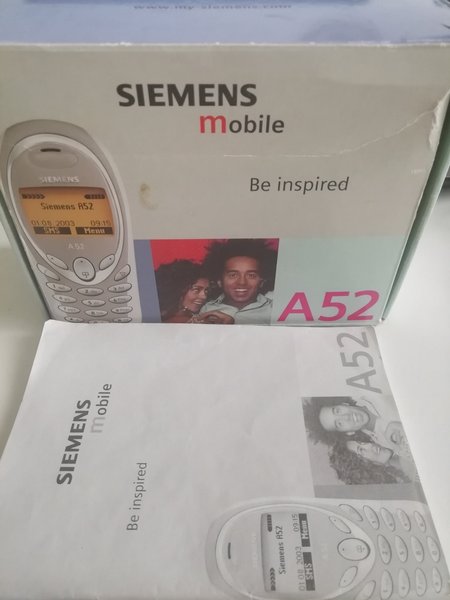 www.my-siemens.com
SIEMENS
mobile
Be inspired
SIEMENS
Siemens A52
01.08.2003 09:15
SMS Menu
A52
A52
SIEMENS
mobile
Be inspired
A52
Siemens A52
01.08.2003 09:15
SMS Menu